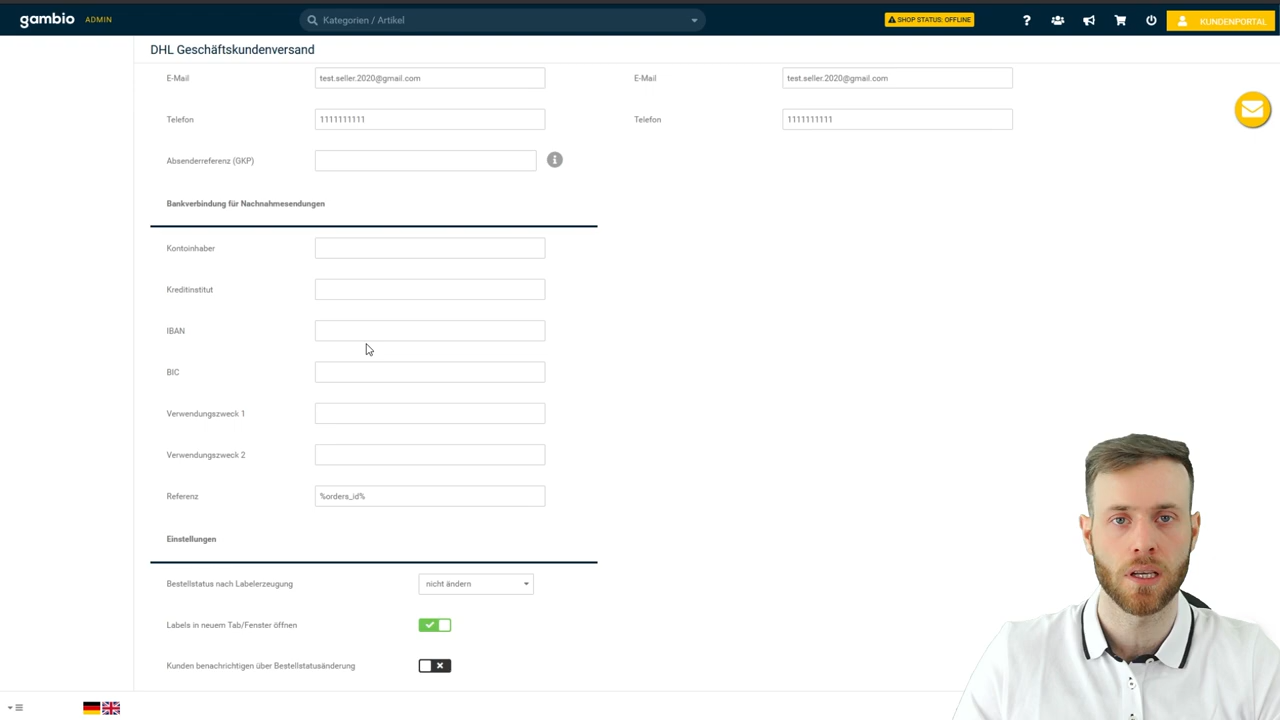 gambio ADMIN
Kategorien / Artikel
SHOP STATUS: OFFLINE
?
KUNDENPORTAL
DHL Geschäftskundenversand
E-Mail test.seller.2020@gmail.com E-Mail test.seller.2020@gmail.com
Telefon 1111111111 Telefon 1111111111
Absenderreferenz (GKP)
Bankverbindung für Nachnahmesendungen
Kontoinhaber
Kreditinstitut
IBAN
BIC
Verwendungszweck 1
Verwendungszweck 2
Referenz %orders_id%
Einstellungen
Bestellstatus nach Labelerzeugung nicht ändern
Labels in neuem Tab/Fenster öffnen
Kunden benachrichtigen über Bestellstatusänderung